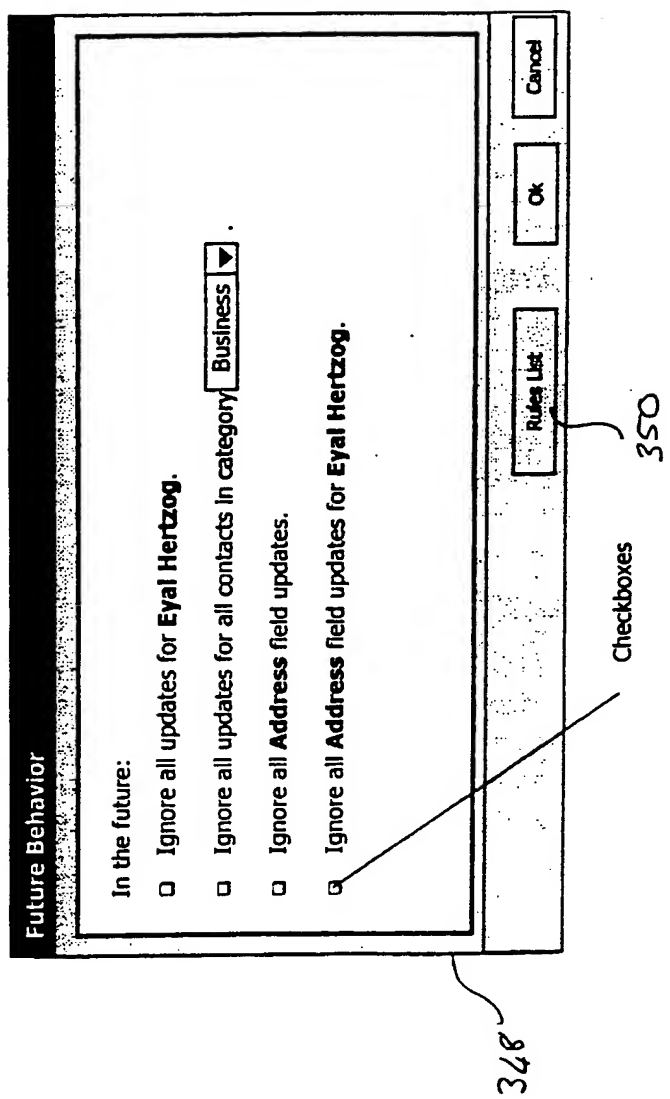 Future Behavior
In the future:
Ignore all updates for Eyal Hertzog.
Ignore all updates for all contacts in category Business .
Ignore all Address field updates.
Ignore all Address field updates for Eyal Hertzog.
Rules List
Ok
Cancel
348
350
Checkboxes